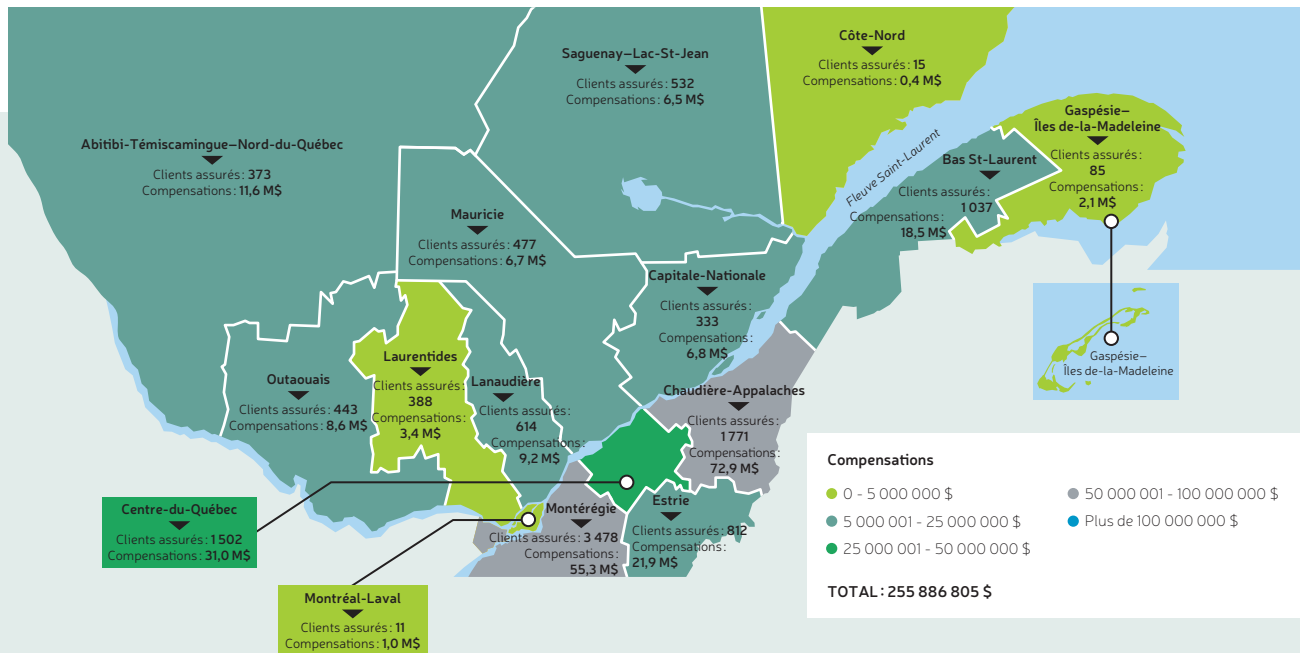 Côte-Nord
Clients assurés : 15
Compensations : 0,4 M$
Saguenay–Lac-St-Jean
Clients assurés : 532
Compensations : 6,5 M$
Gaspésie–
Îles de-la-Madeleine
Clients assurés :
85
Compensations :
2,1 M$
Abitibi-Témiscamingue–Nord-du-Québec
Clients assurés : 373
Compensations : 11,6 M$
Fleuve Saint-Laurent
Bas St-Laurent
Clients assurés :
1 037
Compensations :
18,5 M$
Mauricie
Clients assurés : 477
Compensations : 6,7 M$
Capitale-Nationale
Clients assurés :
333
Compensations :
6,8 M$
Gaspésie–
Îles de-la-Madeleine
Outaouais
Clients assurés : 443
Compensations : 8,6 M$
Laurentides
Clients assurés :
388
Compensations :
3,4 M$
Lanaudière
Clients assurés :
614
Compensations :
9,2 M$
Chaudière-Appalaches
Clients assurés :
1 771
Compensations :
72,9 M$
Centre-du-Québec
Clients assurés : 1 502
Compensations : 31,0 M$
Montérégie
Clients assurés : 3 478
Compensations :
55,3 M$
Estrie
Clients assurés : 812
Compensations :
21,9 M$
Montréal-Laval
Clients assurés : 11
Compensations : 1,0 M$
Compensations
0 - 5 000 000 $
5 000 001 - 25 000 000 $
25 000 001 - 50 000 000 $
50 000 001 - 100 000 000 $
Plus de 100 000 000 $
TOTAL : 255 886 805 $